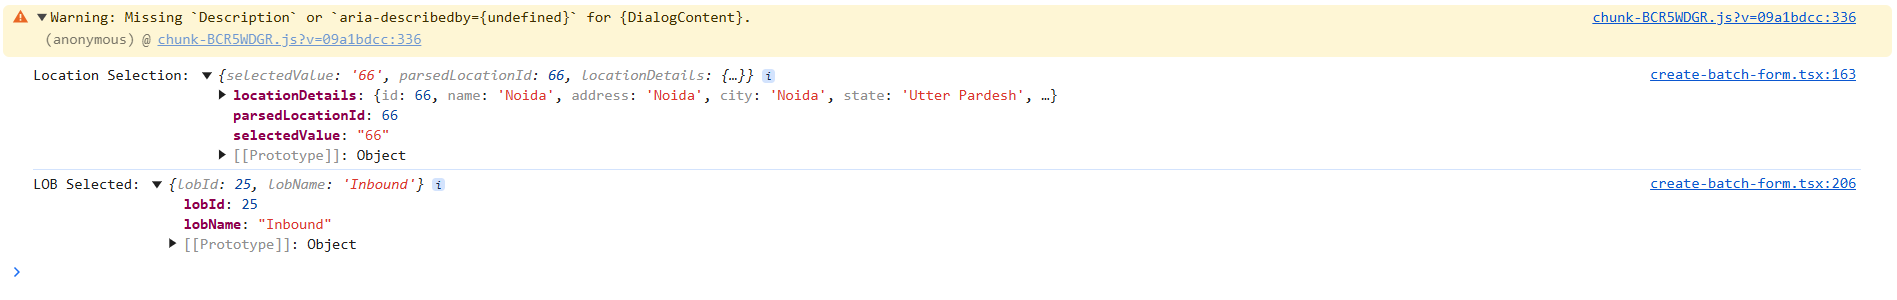 Warning: Missing `Description` or `aria-describedby={undefined}` for {DialogContent}. chunk-BCR5WDGR.js?v=09a1bdcc:336
(anonymous) @ chunk-BCR5WDGR.js?v=09a1bdcc:336
Location Selection: {selectedValue: '66', parsedLocationId: 66, locationDetails: {…}} i create-batch-form.tsx:163
locationDetails: {id: 66, name: 'Noida', address: 'Noida', city: 'Noida', state: 'Utter Pardesh', …}
parsedLocationId: 66
selectedValue: "66"
[[Prototype]]: Object
LOB Selected: {lobId: 25, lobName: 'Inbound'} i create-batch-form.tsx:206
lobId: 25
lobName: "Inbound"
[[Prototype]]: Object